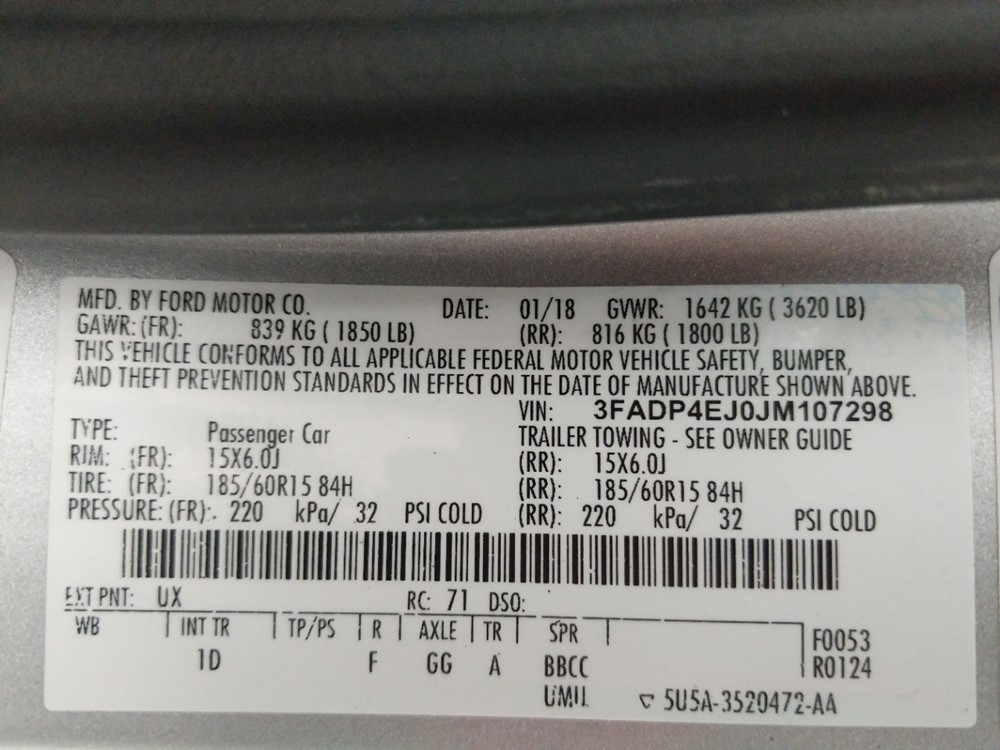 MFD. BY FORD MOTOR CO. DATE: 01/18 GVWR: 1642 KG ( 3620 LB)
GAWR: (FR): 839 KG ( 1850 LB) (RR): 816 KG ( 1800 LB)
THIS VEHICLE CONFORMS TO ALL APPLICABLE FEDERAL MOTOR VEHICLE SAFETY, BUMPER,
AND THEFT PREVENTION STANDARDS IN EFFECT ON THE DATE OF MANUFACTURE SHOWN ABOVE.
VIN: 3FADP4EJ0JM107298
TYPE: Passenger Car TRAILER TOWING - SEE OWNER GUIDE
RIM: (FR): 15X6.0J (RR): 15X6.0J
TIRE: (FR): 185/60R15 84H (RR): 185/60R15 84H
PRESSURE: (FR): 220 kPa/ 32 PSI COLD (RR): 220 kPa/ 32 PSI COLD
EXT PNT: UX RC: 71 DSO:
WB INT TR TP/PS R AXLE TR SPR F0053
1D F GG A BBCC R0124
UMIL 5U5A-3520472-AA